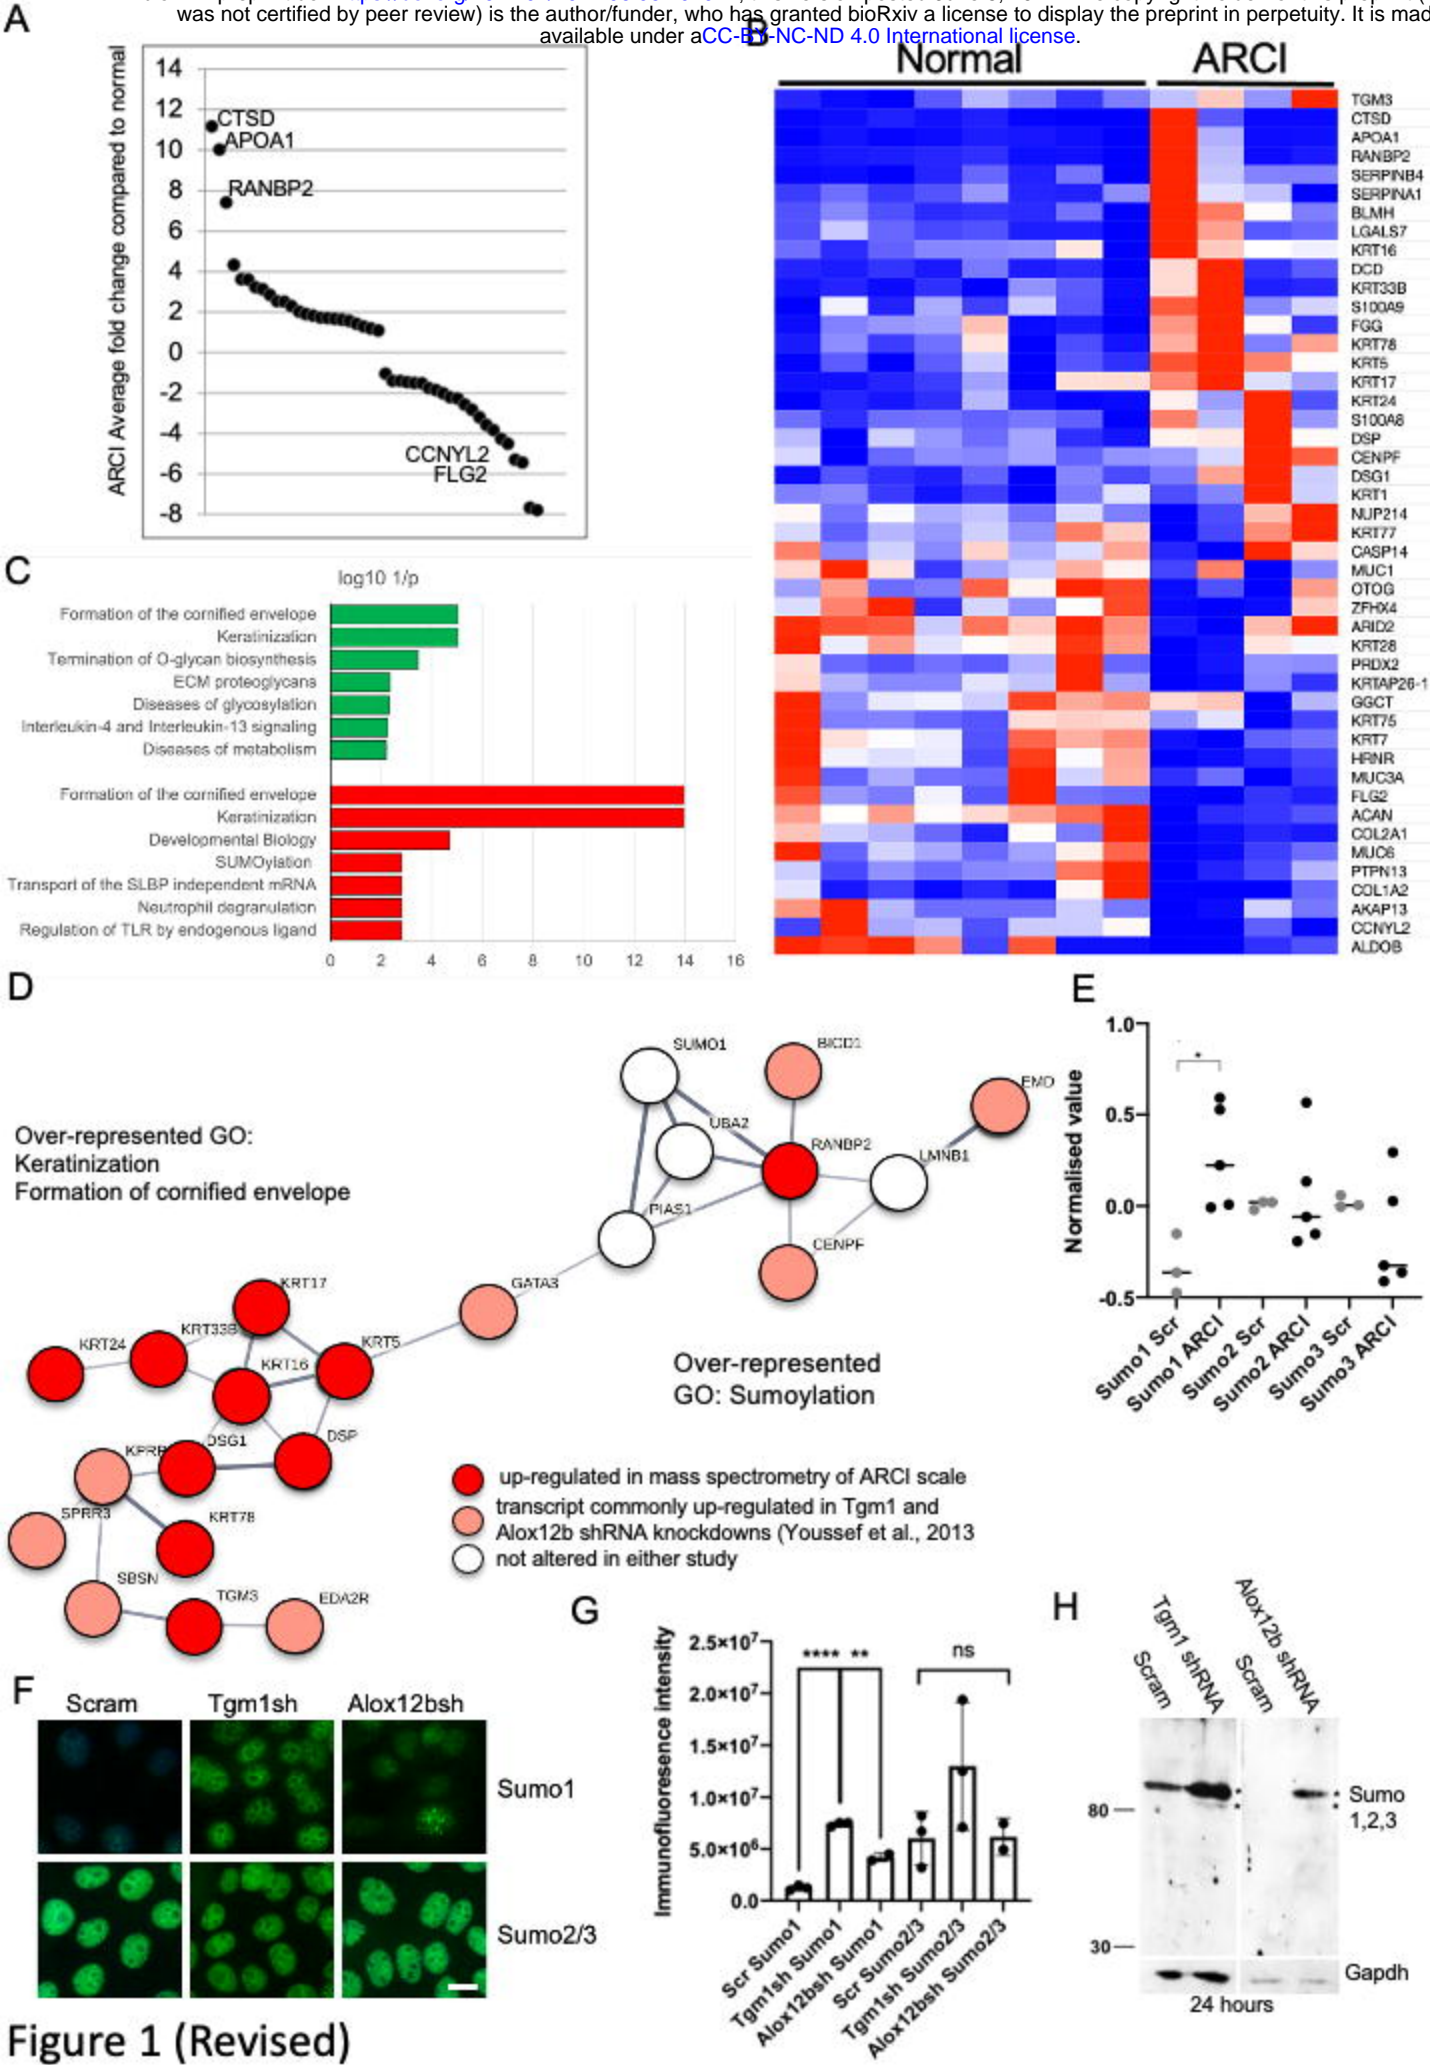 was not certified by peer review) is the author/funder, who has granted bioRxiv a license to display the preprint in perpetuity. It is mad
available under aCC-BY-NC-ND 4.0 International license.
A
ARCI Average fold change compared to normal
14
12
10
8
6
4
2
0
-2
-4
-6
-8
CTSD
APOA1
RANBP2
CCNYL2
FLG2
B
Normal
ARCI
TGM3
CTSD
APOA1
RANBP2
SERPINB4
SERPINA1
BLMH
LGALS7
KRT16
DCD
KRT33B
S100A9
FGG
KRT78
KRT5
KRT17
KRT24
S100A8
DSP
CENPF
DSG1
KRT1
NUP214
KRT77
CASP14
MUC1
OTOG
ZFHX4
ARID2
KRT28
PRDX2
KRTAP26-1
GGCT
KRT75
KRT7
HRNR
MUC3A
FLG2
ACAN
COL2A1
MUC6
PTPN13
COL1A2
AKAP13
CCNYL2
ALDOB
C
log10 1/p
Formation of the cornified envelope
Keratinization
Termination of O-glycan biosynthesis
ECM proteoglycans
Diseases of glycosylation
Interleukin-4 and Interleukin-13 signaling
Diseases of metabolism
Formation of the cornified envelope
Keratinization
Developmental Biology
SUMOylation
Transport of the SLBP independent mRNA
Neutrophil degranulation
Regulation of TLR by endogenous ligand
0 2 4 6 8 10 12 14 16
D
Over-represented GO:
Keratinization
Formation of cornified envelope
SUMO1
BICD1
EMD
UBA2
RANBP2
LMNB1
PIAS1
CENPF
GATA3
KRT17
KRT33B
KRT5
KRT24
KRT16
DSG1
DSP
KPRP
SPRR3
KRT78
SBSN
TGM3
EDA2R
Over-represented
GO: Sumoylation
up-regulated in mass spectrometry of ARCI scale
transcript commonly up-regulated in Tgm1 and
Alox12b shRNA knockdowns (Youssef et al., 2013
not altered in either study
E
Normalised value
1.0
0.5
0.0
-0.5
*
Sumo1 Scr
Sumo1 ARCI
Sumo2 Scr
Sumo2 ARCI
Sumo3 Scr
Sumo3 ARCI
F
Scram
Tgm1sh
Alox12bsh
Sumo1
Sumo2/3
G
Immunofluorescence intensity
2.5×10⁷
2.0×10⁷
1.5×10⁷
1.0×10⁷
5.0×10⁶
0.0
**** **
ns
Scr Sumo1
Tgm1sh Sumo1
Alox12bsh Sumo1
Scr Sumo2/3
Tgm1sh Sumo2/3
Alox12bsh Sumo2/3
H
Scram
Tgm1 shRNA
Scram
Alox12b shRNA
80
30
Sumo
1,2,3
Gapdh
24 hours
Figure 1 (Revised)